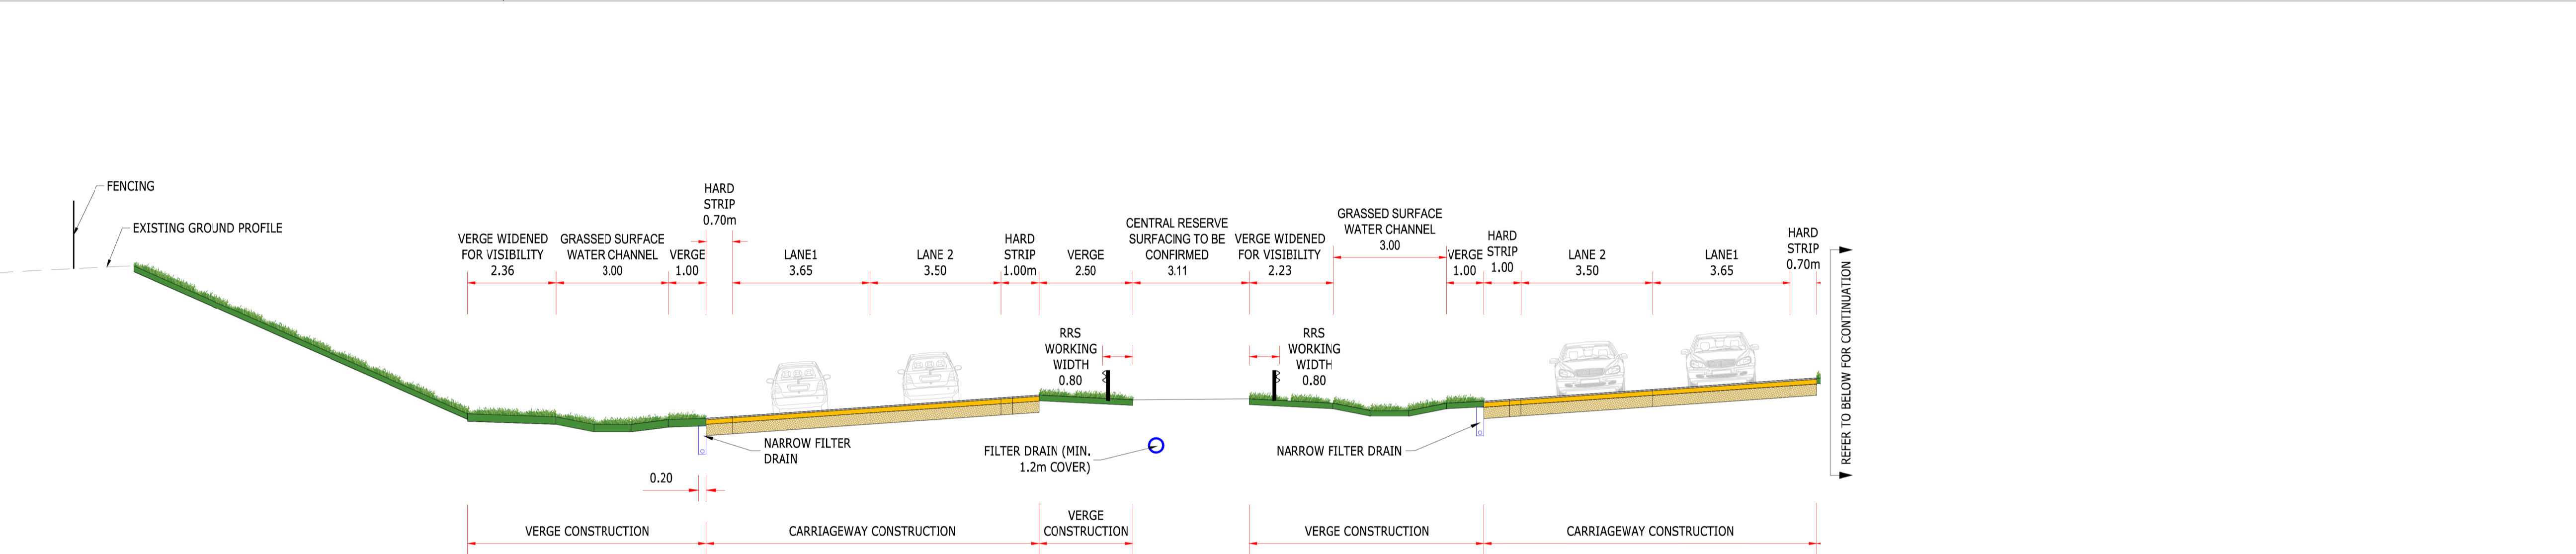 FENCING
EXISTING GROUND PROFILE
VERGE WIDENED
FOR VISIBILITY
2.36
GRASSED SURFACE
WATER CHANNEL
3.00
VERGE
1.00
HARD
STRIP
0.70m
LANE1
3.65
LANE 2
3.50
HARD
STRIP
1.00m
VERGE
2.50
CENTRAL RESERVE
SURFACING TO BE
CONFIRMED
3.11
VERGE WIDENED
FOR VISIBILITY
2.23
GRASSED SURFACE
WATER CHANNEL
3.00
VERGE
1.00
HARD
STRIP
1.00
LANE 2
3.50
LANE1
3.65
HARD
STRIP
0.70m
REFER TO BELOW FOR CONTINUATION
RRS
WORKING
WIDTH
0.80
RRS
WORKING
WIDTH
0.80
NARROW FILTER
DRAIN
FILTER DRAIN (MIN.
1.2m COVER)
NARROW FILTER DRAIN
0.20
VERGE CONSTRUCTION
CARRIAGEWAY CONSTRUCTION
VERGE
CONSTRUCTION
VERGE CONSTRUCTION
CARRIAGEWAY CONSTRUCTION